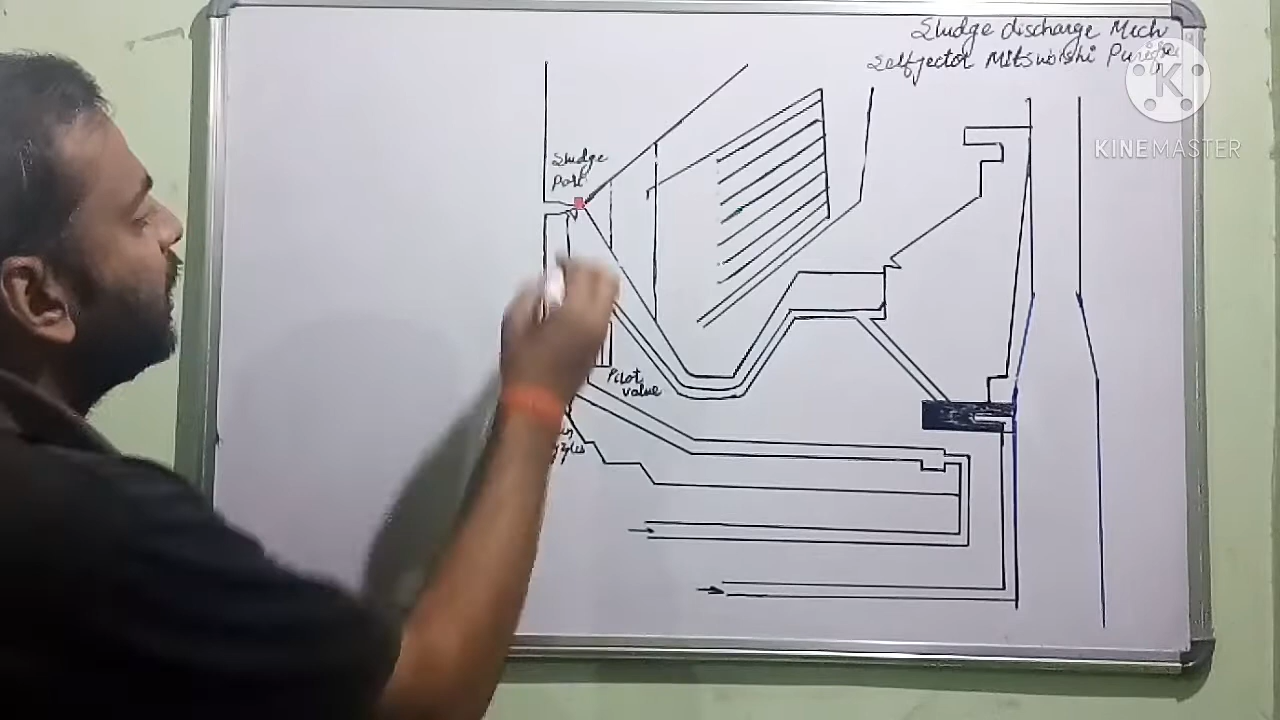 Sludge discharge Mech
Selfjector Mitsubishi Purifier
K
KINEMASTER
Sludge
Port
Pilot
valve